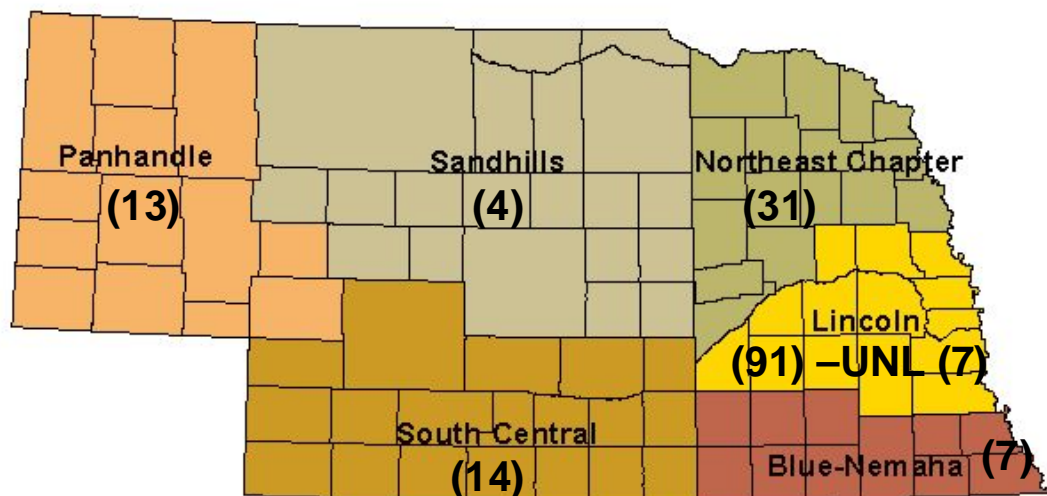 Panhandle
(13)
Sandhills
(4)
Northeast Chapter
(31)
Lincoln
(91) –UNL (7)
South Central
(14)
Blue-Nemaha (7)